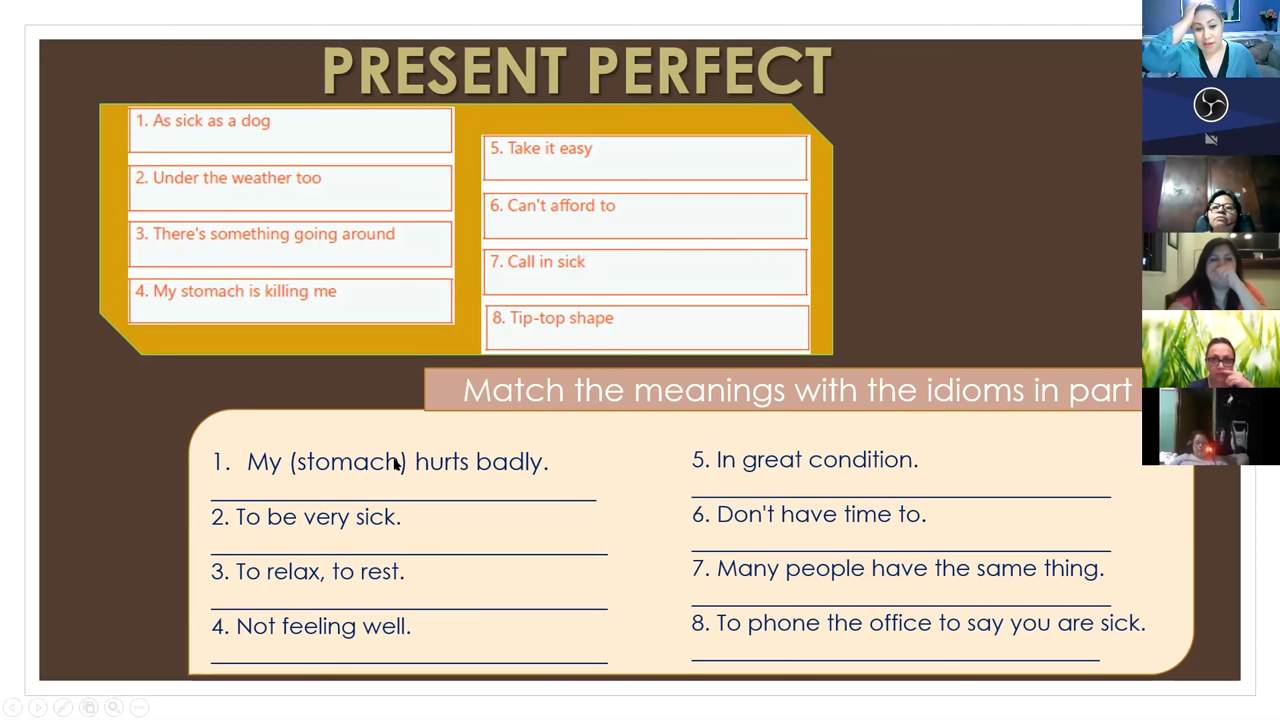 PRESENT PERFECT
1. As sick as a dog
2. Under the weather too
3. There's something going around
4. My stomach is killing me
5. Take it easy
6. Can't afford to
7. Call in sick
8. Tip-top shape
Match the meanings with the idioms in part
1. My (stomach) hurts badly.
2. To be very sick.
3. To relax, to rest.
4. Not feeling well.
5. In great condition.
6. Don't have time to.
7. Many people have the same thing.
8. To phone the office to say you are sick.